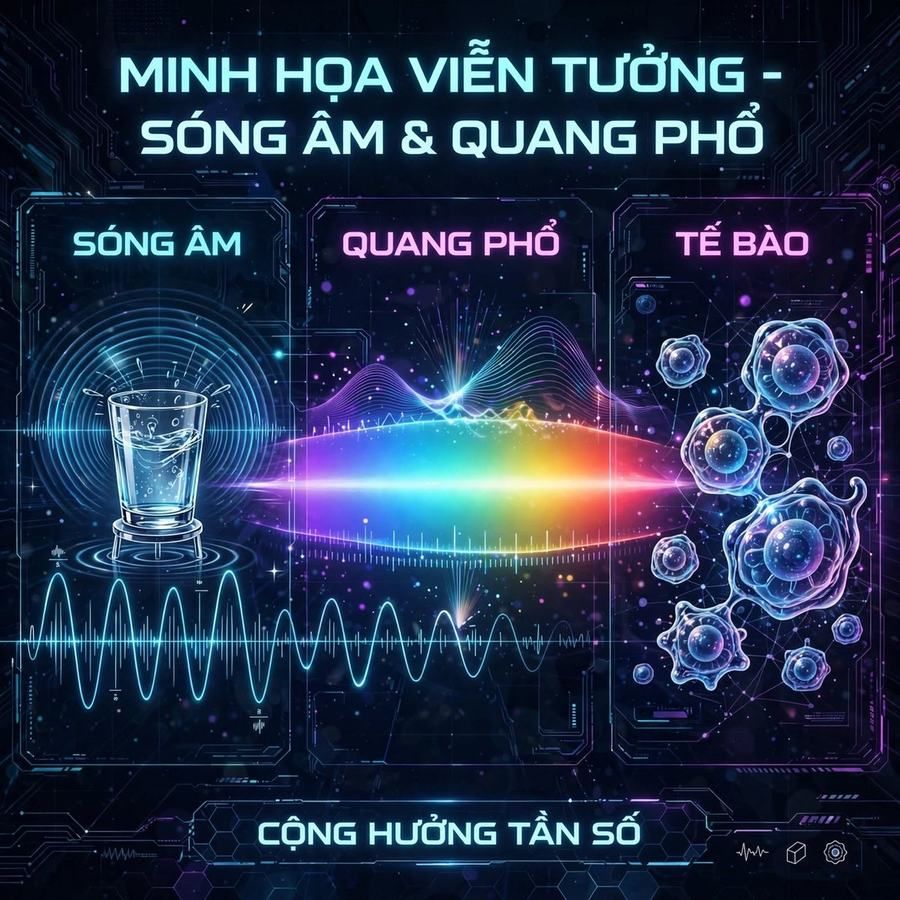 MINH HỌA VIỄN TƯỞNG -
SÓNG ÂM & QUANG PHỔ
SÓNG ÂM
QUANG PHỔ
TẾ BÀO
CỘNG HƯỞNG TẦN SỐ